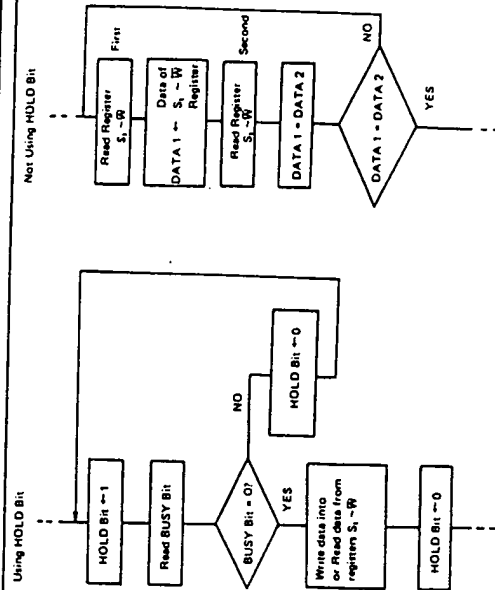 Using HOLD Bit
HOLD Bit ←1
Read BUSY Bit
BUSY Bit = 0?
NO
YES
HOLD Bit ←0
Write data into
or Read data from
registers S₁ ~W̅
HOLD Bit ←0
Not Using HOLD Bit
First
Read Register
S₁ ~W̅
Data of
DATA 1 ← S₁ ~ W̅
Register
Second
Read Register
S₁ ~W̅
DATA 1 = DATA 2
DATA 1 = DATA 2
NO
YES